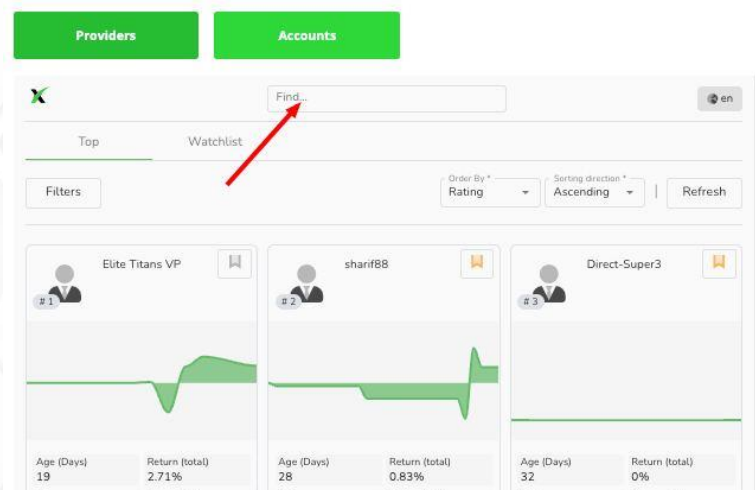 Providers Accounts
Find...
en
Top Watchlist
Filters
Order By *
Rating
Sorting direction *
Ascending
|
Refresh
Elite Titans VP
# 1
sharif88
# 2
Direct-Super3
# 3
Age (Days) Return (total)
19 2.71%
Age (Days) Return (total)
28 0.83%
Age (Days) Return (total)
32 0%